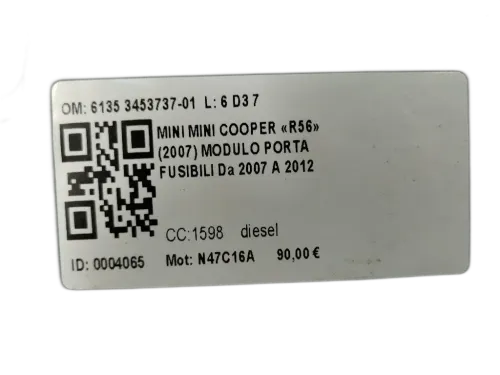 OM: 6135 3453737-01 L: 6 D3 7
MINI MINI COOPER «R56»
(2007) MODULO PORTA
FUSIBILI Da 2007 A 2012
CC:1598 diesel
ID: 0004065 Mot: N47C16A 90,00 €